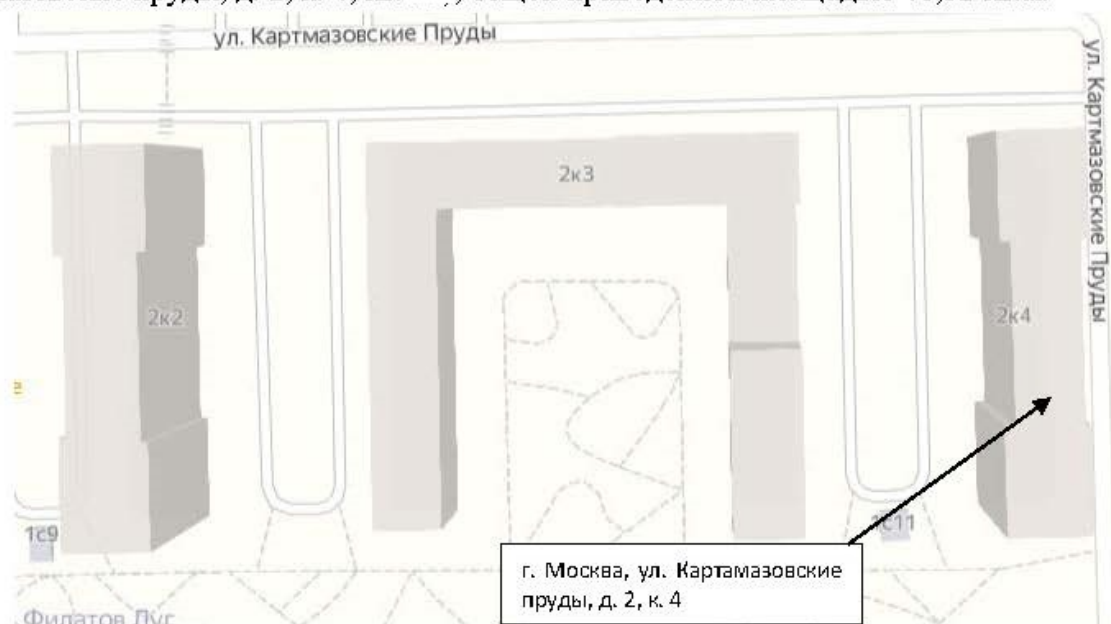 ул. Картмазовские Пруды
ул. Картмазовские Пруды
2к3
2к2
2к4
1с9
1с11
г. Москва, ул. Картамазовские
пруды, д. 2, к. 4
Филатов Луг